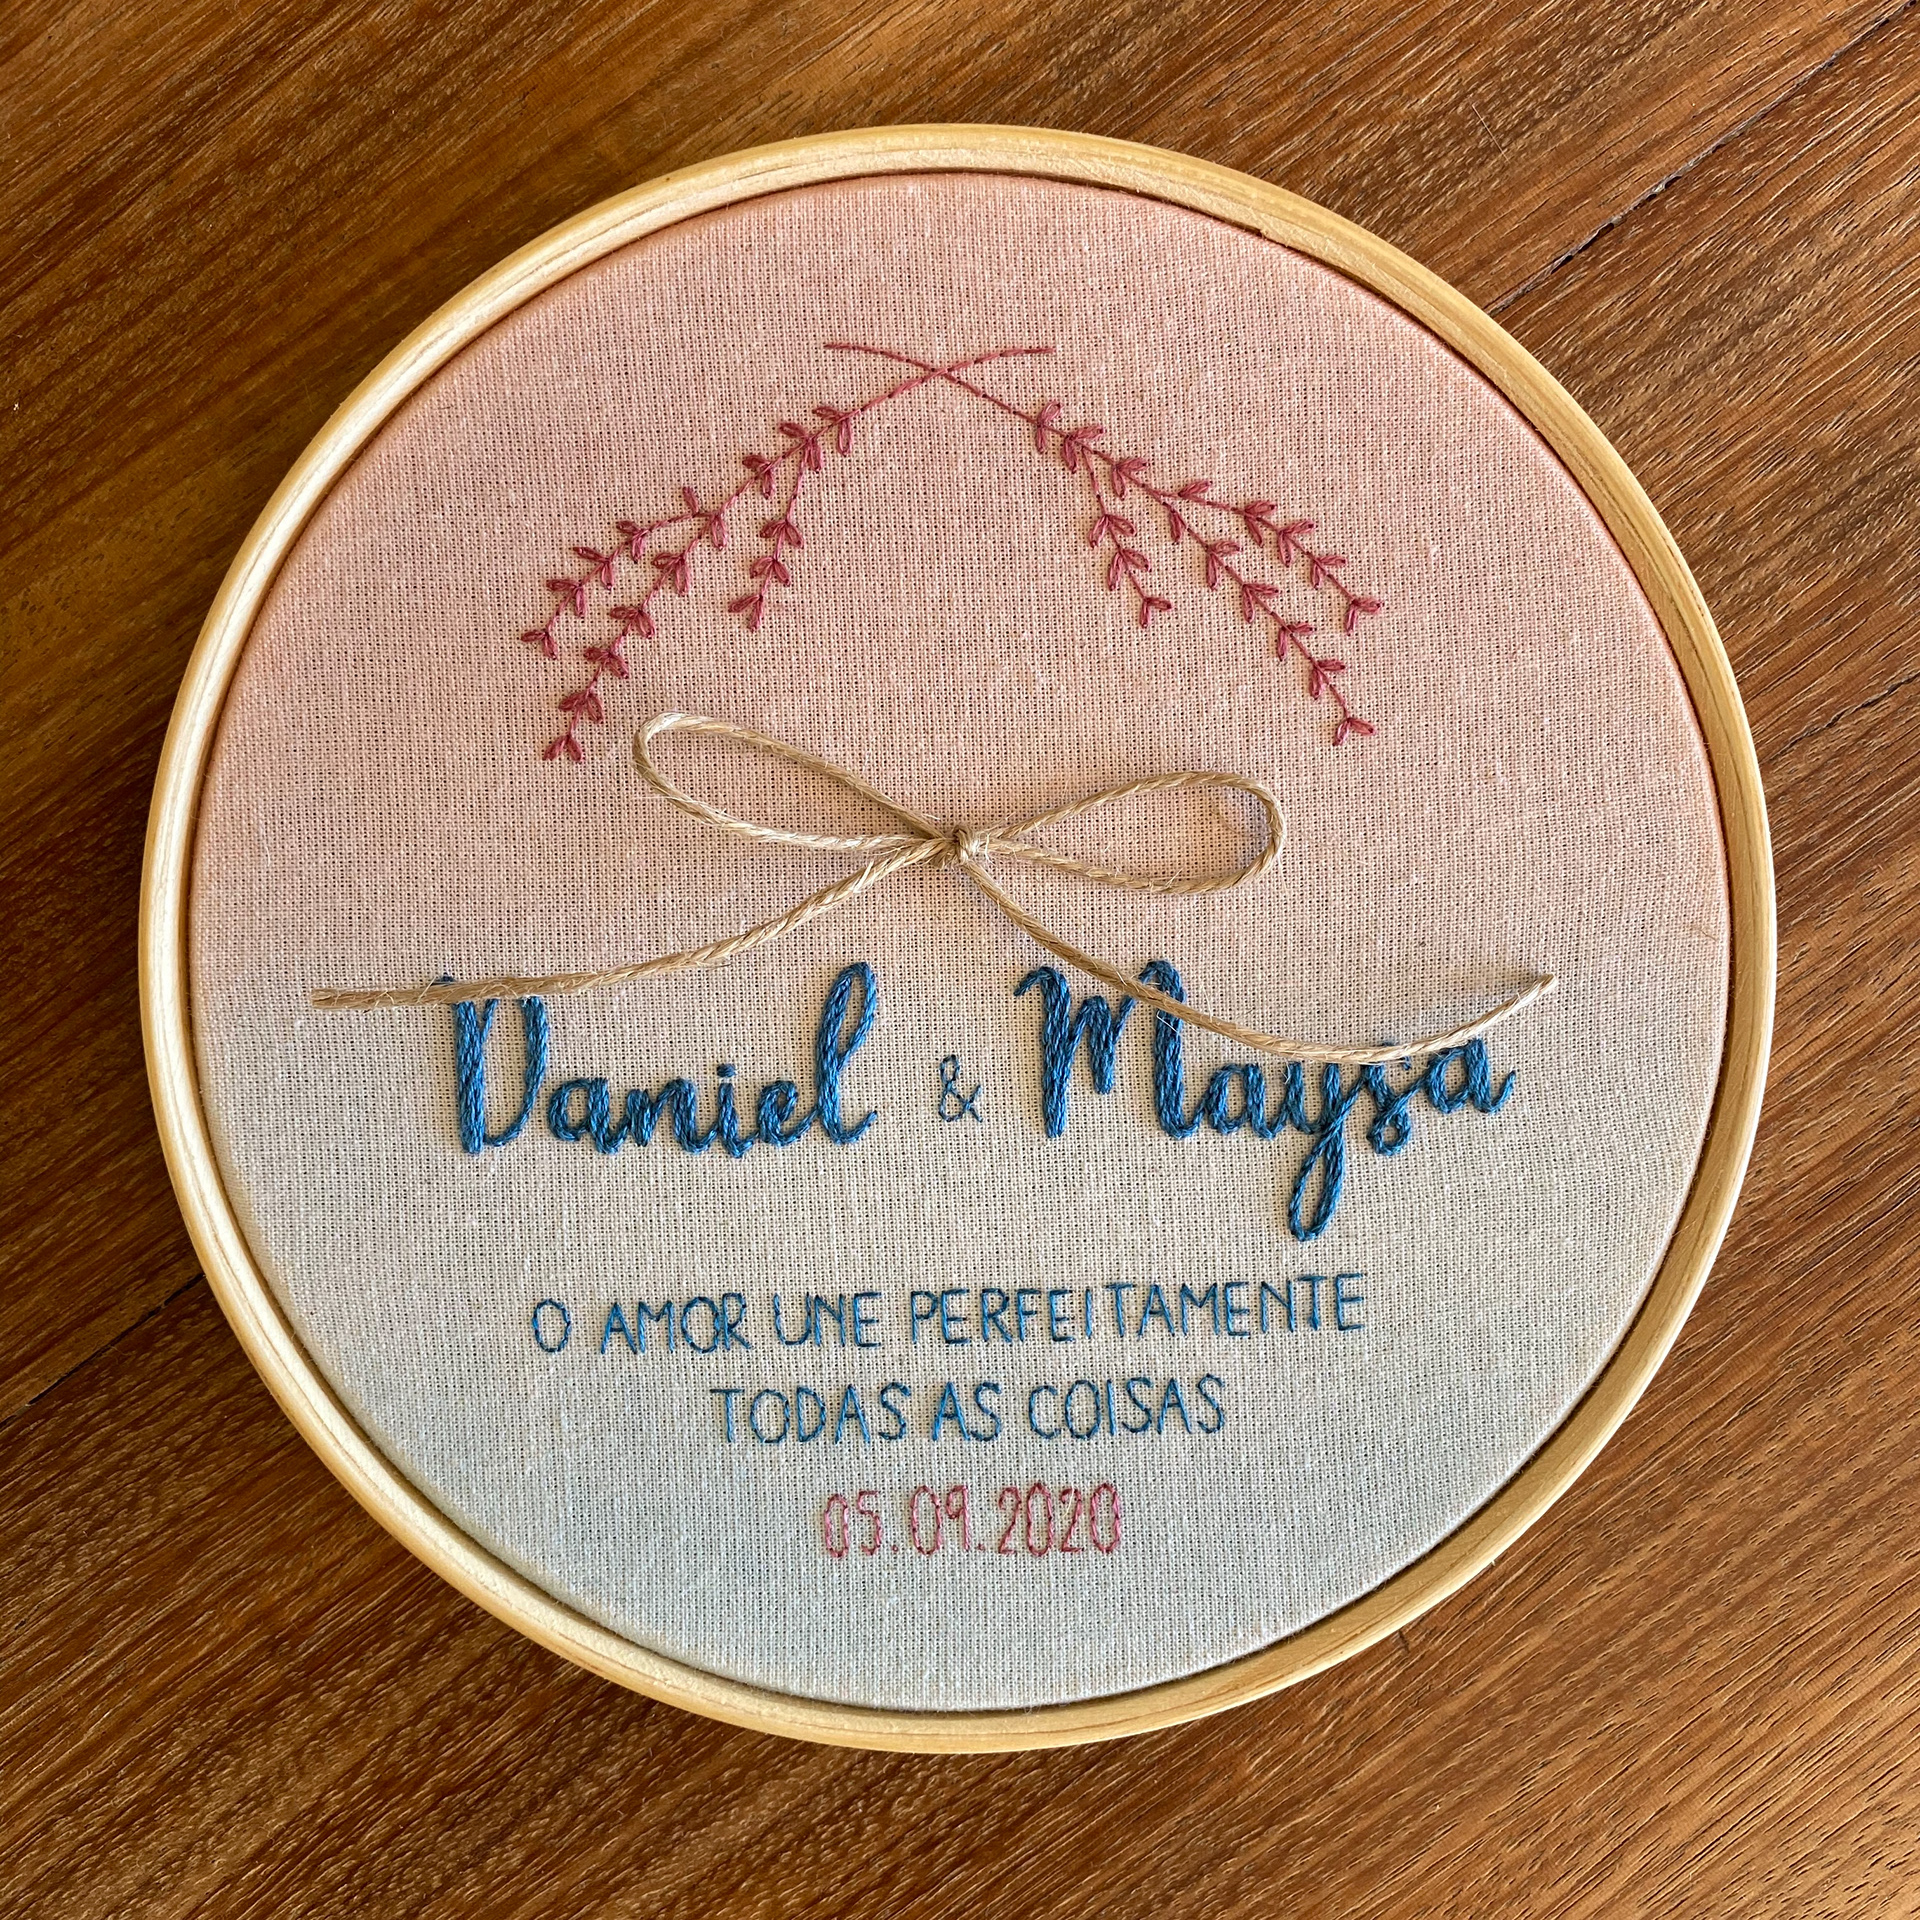 Daniel & Maysa
O AMOR UNE PERFEITAMENTE
TODAS AS COISAS
05.09.2020